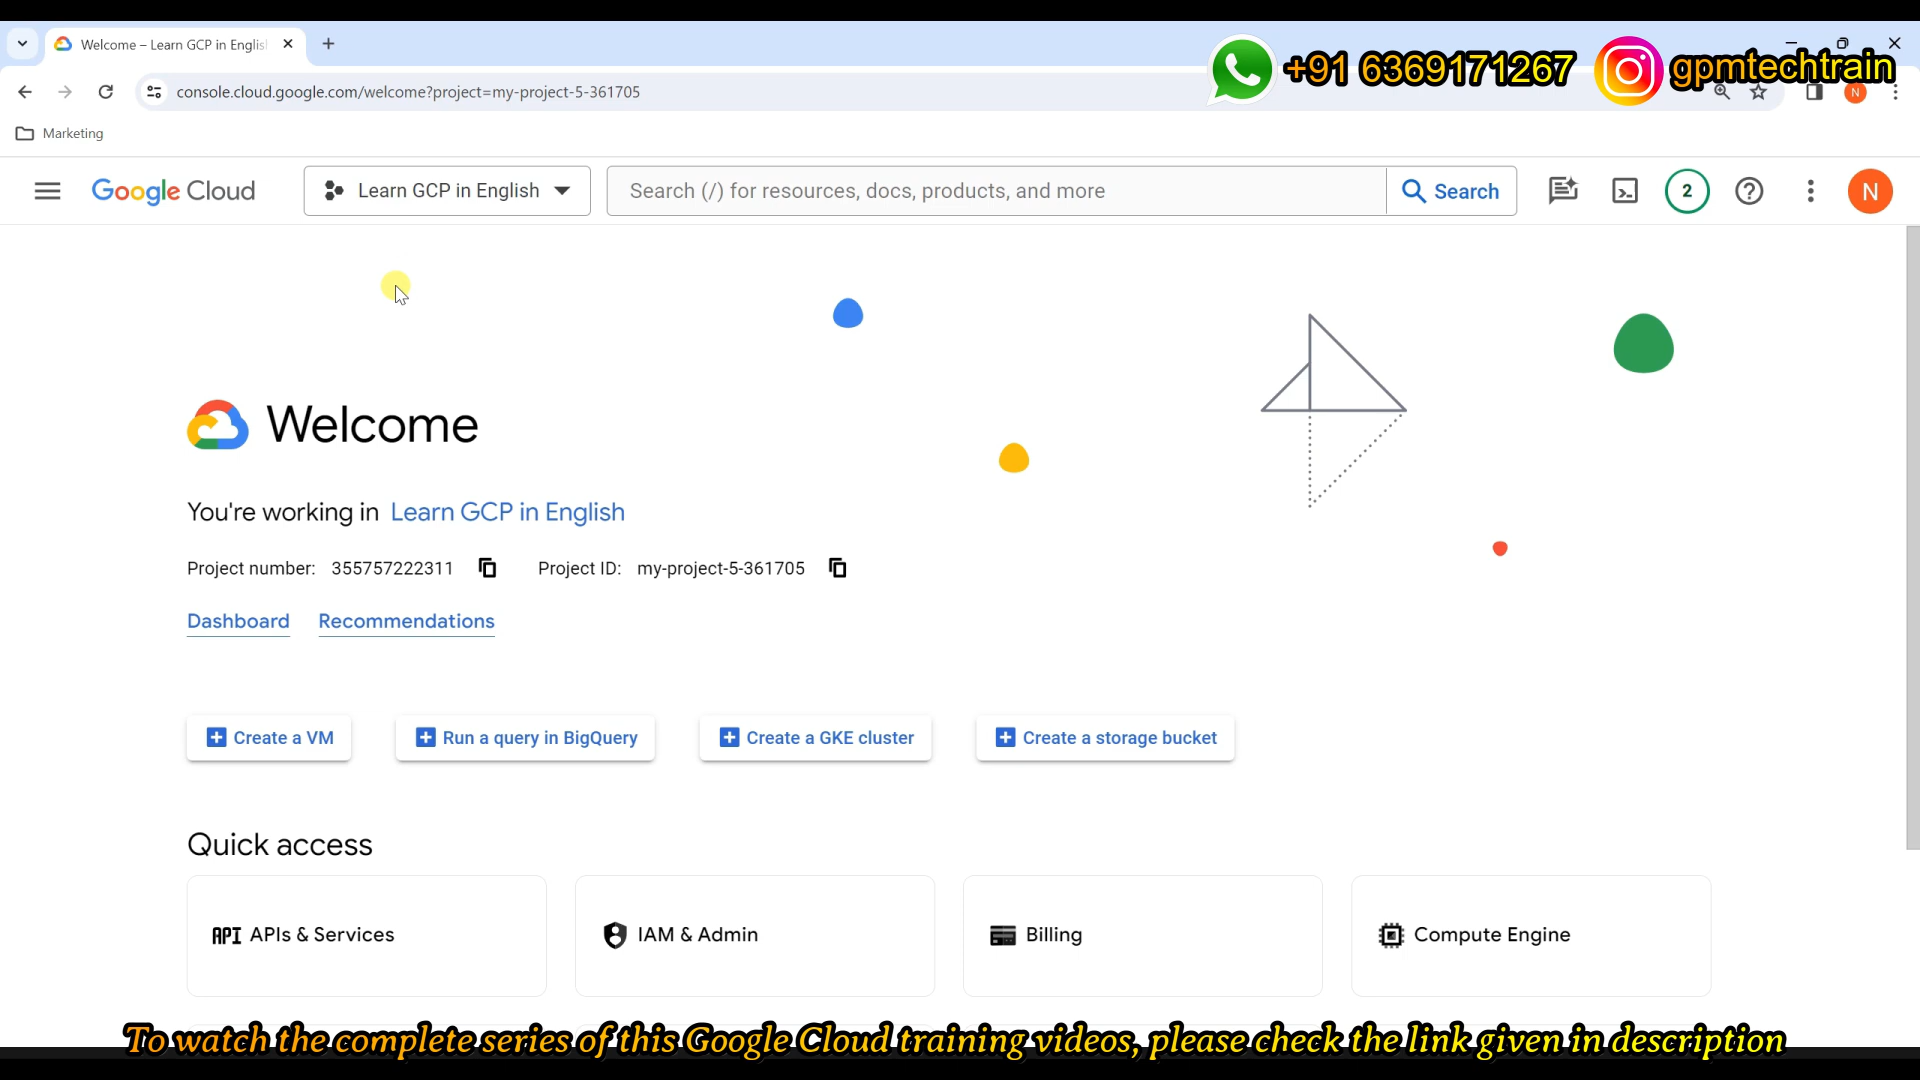 Welcome – Learn GCP in Englis
+91 6369171267
gpmtechtrain
console.cloud.google.com/welcome?project=my-project-5-361705
N
Marketing
Google Cloud
Learn GCP in English
Search (/) for resources, docs, products, and more
Search
2
N
Welcome
You're working in Learn GCP in English
Project number: 355757222311 Project ID: my-project-5-361705
Dashboard Recommendations
Create a VM
Run a query in BigQuery
Create a GKE cluster
Create a storage bucket
Quick access
API APIs & Services
IAM & Admin
Billing
Compute Engine
To watch the complete series of this Google Cloud training videos, please check the link given in description